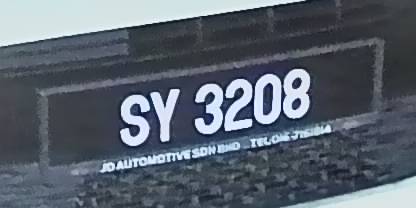 SY 3208
JD AUTOMOTIVE SDN BHD